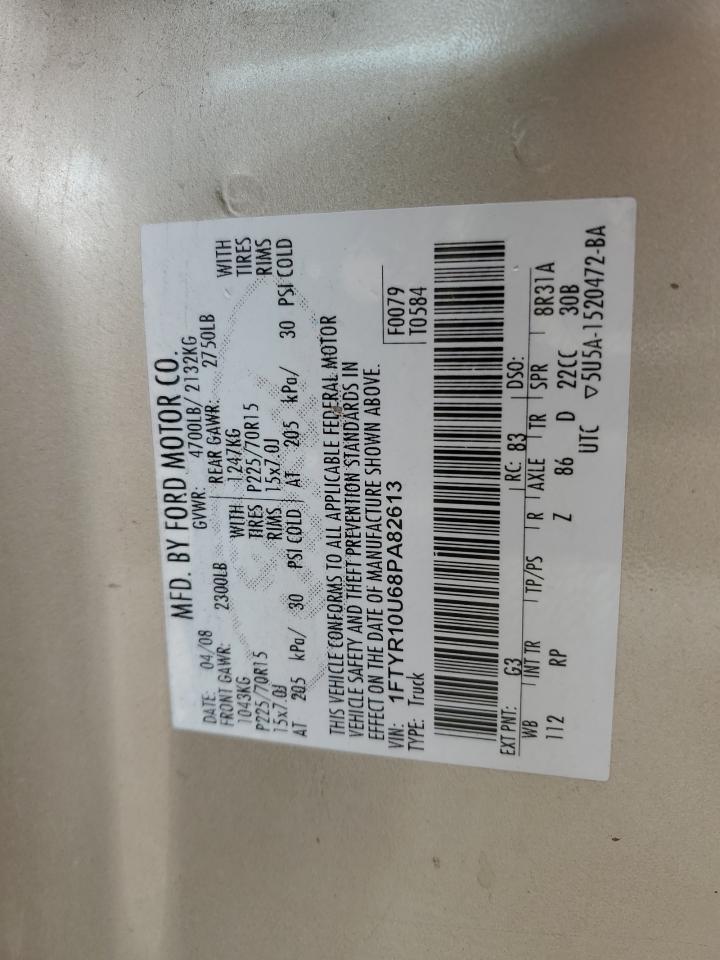 MFD. BY FORD MOTOR CO.
DATE: 04/08 GVWR: 4700LB/ 2132KG
FRONT GAWR: 2300LB REAR GAWR: 2750LB
1043KG WITH 1247KG WITH
P225/70R15 TIRES P225/70R15 TIRES
15x7.0J RIMS 15x7.0J RIMS
AT 205 kPa/ 30 PSI COLD AT 205 kPa/ 30 PSI COLD
THIS VEHICLE CONFORMS TO ALL APPLICABLE FEDERAL MOTOR
VEHICLE SAFETY AND THEFT PREVENTION STANDARDS IN
EFFECT ON THE DATE OF MANUFACTURE SHOWN ABOVE.
VIN: 1FTYR10U68PA82613 F0079
TYPE: Truck T0584
EXT PNT: G3 RC: 83 DSO:
WB INT TR TP/PS R AXLE TR SPR 8R31A
112 RP Z 86 D 22CC 30B
UTC ▽5U5A-1520472-BA